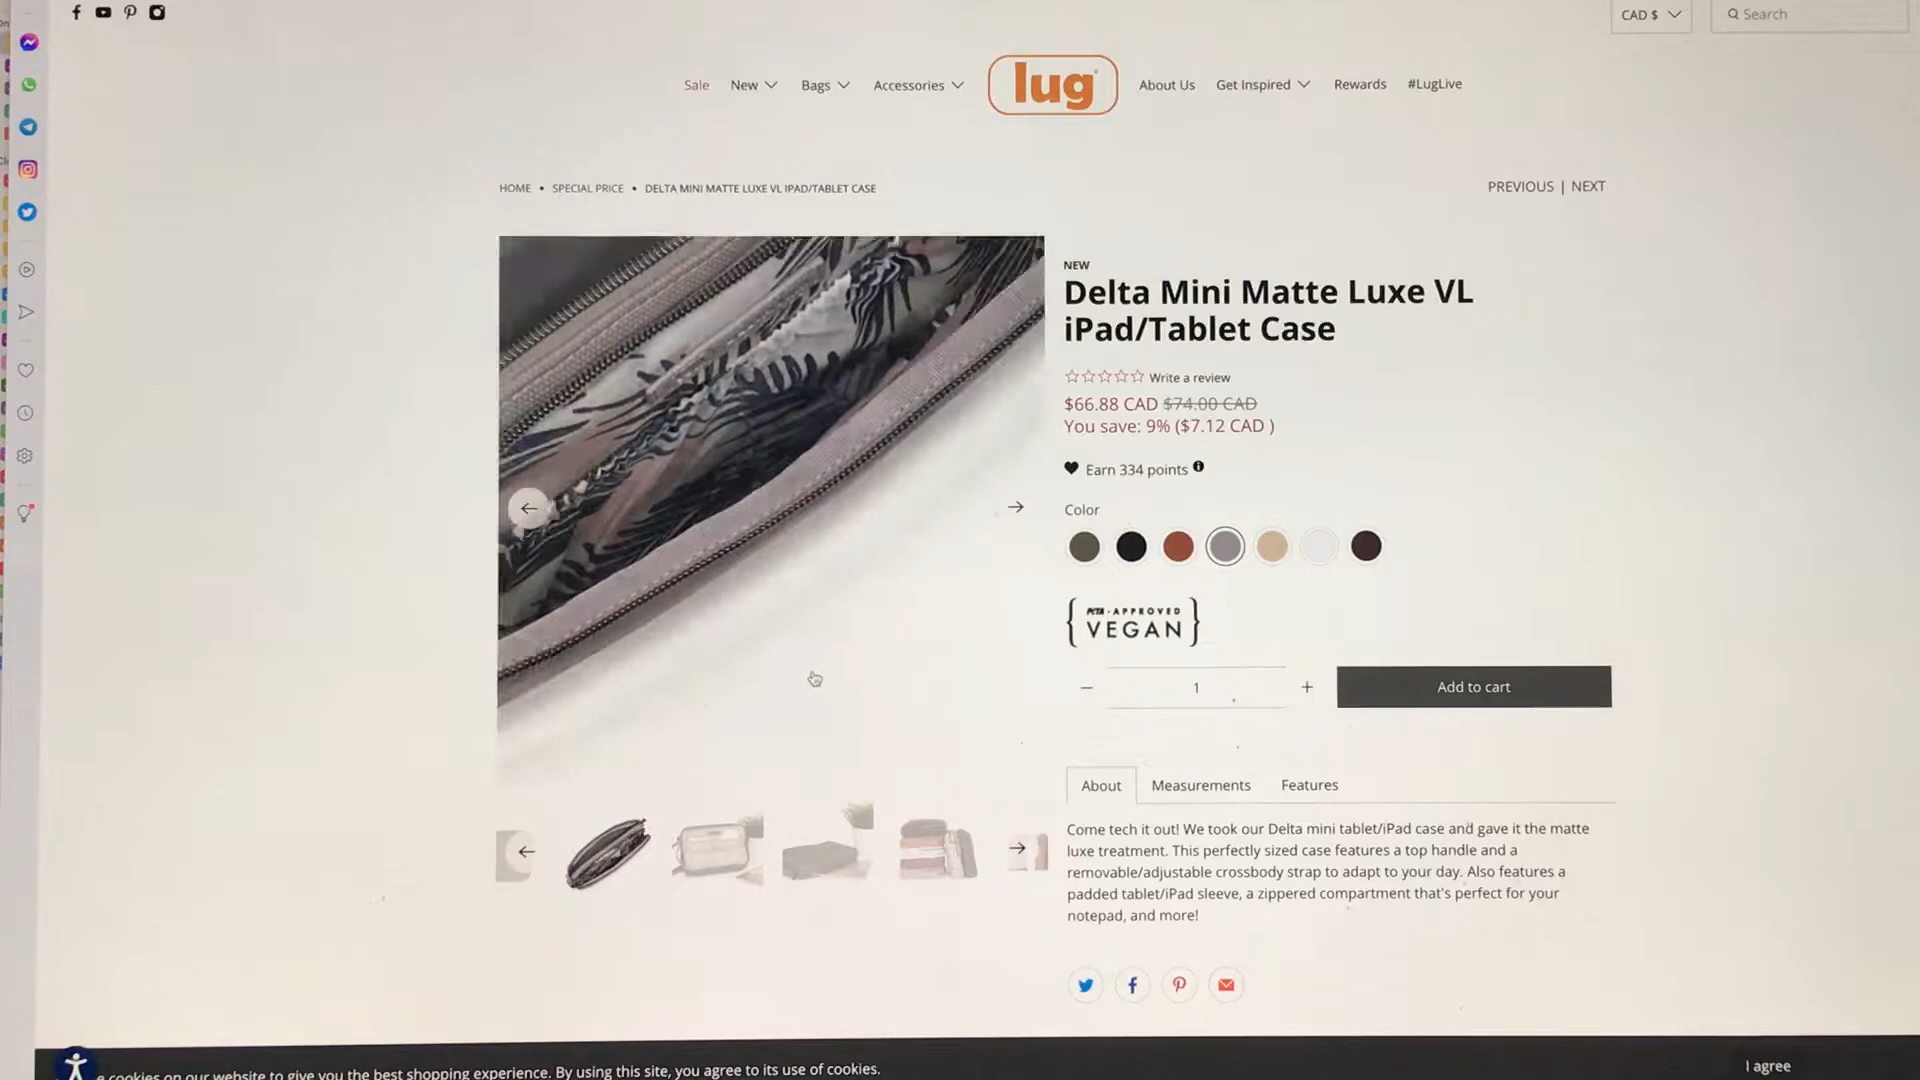 CAD $
Search
Sale
New
Bags
Accessories
lug
About Us
Get Inspired
Rewards
#LugLive
HOME • SPECIAL PRICE • DELTA MINI MATTE LUXE VL IPAD/TABLET CASE
PREVIOUS | NEXT
NEW
Delta Mini Matte Luxe VL
iPad/Tablet Case
Write a review
$66.88 CAD $74.00 CAD
You save: 9% ($7.12 CAD )
Earn 334 points
Color
PETA-APPROVED
VEGAN
1
Add to cart
About
Measurements
Features
Come tech it out! We took our Delta mini tablet/iPad case and gave it the matte
luxe treatment. This perfectly sized case features a top handle and a
removable/adjustable crossbody strap to adapt to your day. Also features a
padded tablet/iPad sleeve, a zippered compartment that's perfect for your
notepad, and more!
cookies on our website to give you the best shopping experience. By using this site, you agree to its use of cookies.
I agree